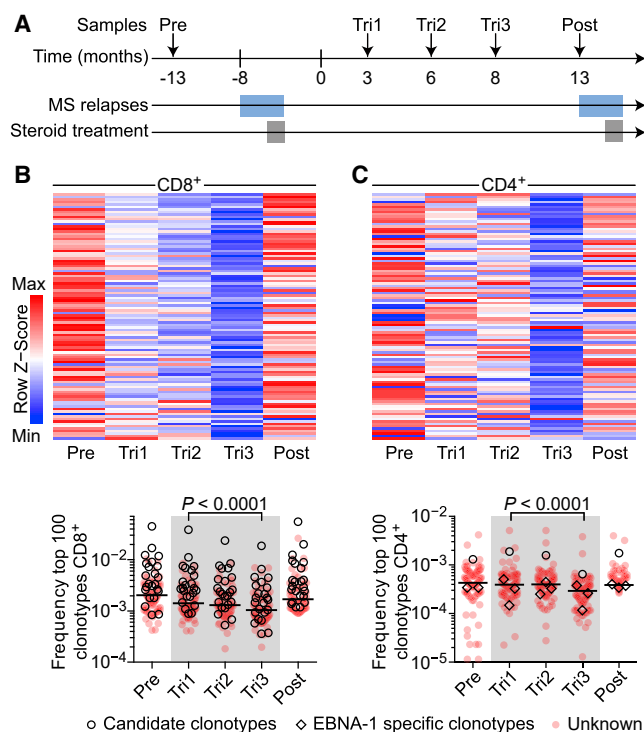 A
Samples Pre Tri1 Tri2 Tri3 Post
Time (months)
-13 -8 0 3 6 8 13
MS relapses
Steroid treatment
B
CD8+
C
CD4+
Max
Row Z-Score
Min
Pre Tri1 Tri2 Tri3 Post
Pre Tri1 Tri2 Tri3 Post
P < 0.0001
Frequency top 100
clonotypes CD8+
10−2
10−3
10−4
Pre Tri1 Tri2 Tri3 Post
P < 0.0001
Frequency top 100
clonotypes CD4+
10−2
10−3
10−4
10−5
Pre Tri1 Tri2 Tri3 Post
Candidate clonotypes EBNA-1 specific clonotypes Unknown